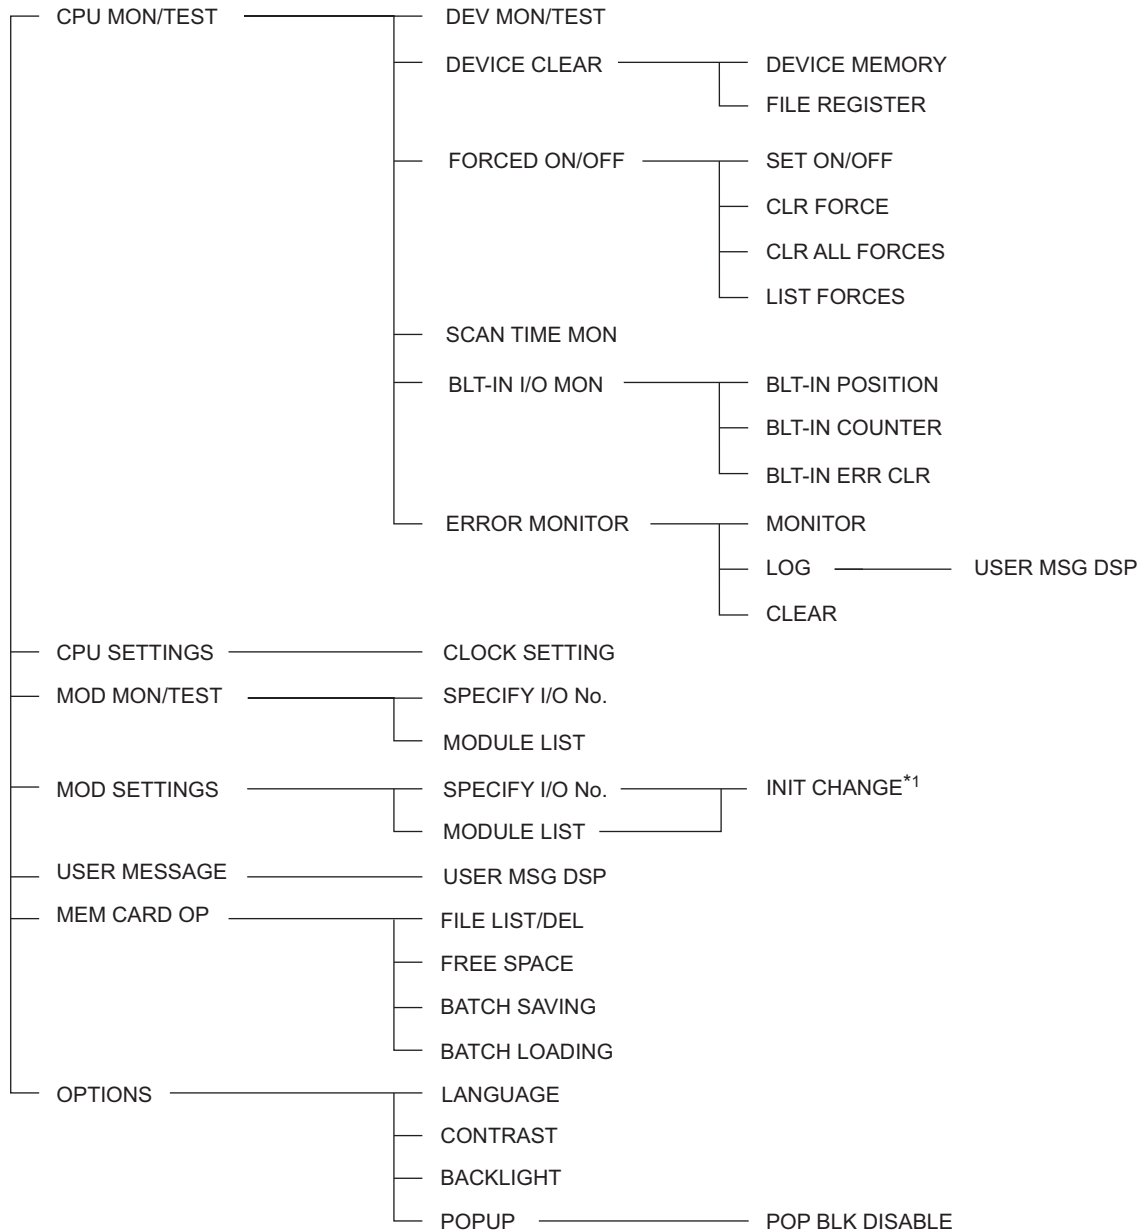 CPU MON/TEST DEV MON/TEST
DEVICE CLEAR DEVICE MEMORY
FILE REGISTER
FORCED ON/OFF SET ON/OFF
CLR FORCE
CLR ALL FORCES
LIST FORCES
SCAN TIME MON
BLT-IN I/O MON BLT-IN POSITION
BLT-IN COUNTER
BLT-IN ERR CLR
ERROR MONITOR MONITOR
LOG USER MSG DSP
CLEAR
CPU SETTINGS CLOCK SETTING
MOD MON/TEST SPECIFY I/O No.
MODULE LIST
MOD SETTINGS SPECIFY I/O No. INIT CHANGE*1
MODULE LIST
USER MESSAGE USER MSG DSP
MEM CARD OP FILE LIST/DEL
FREE SPACE
BATCH SAVING
BATCH LOADING
OPTIONS LANGUAGE
CONTRAST
BACKLIGHT
POPUP POP BLK DISABLE